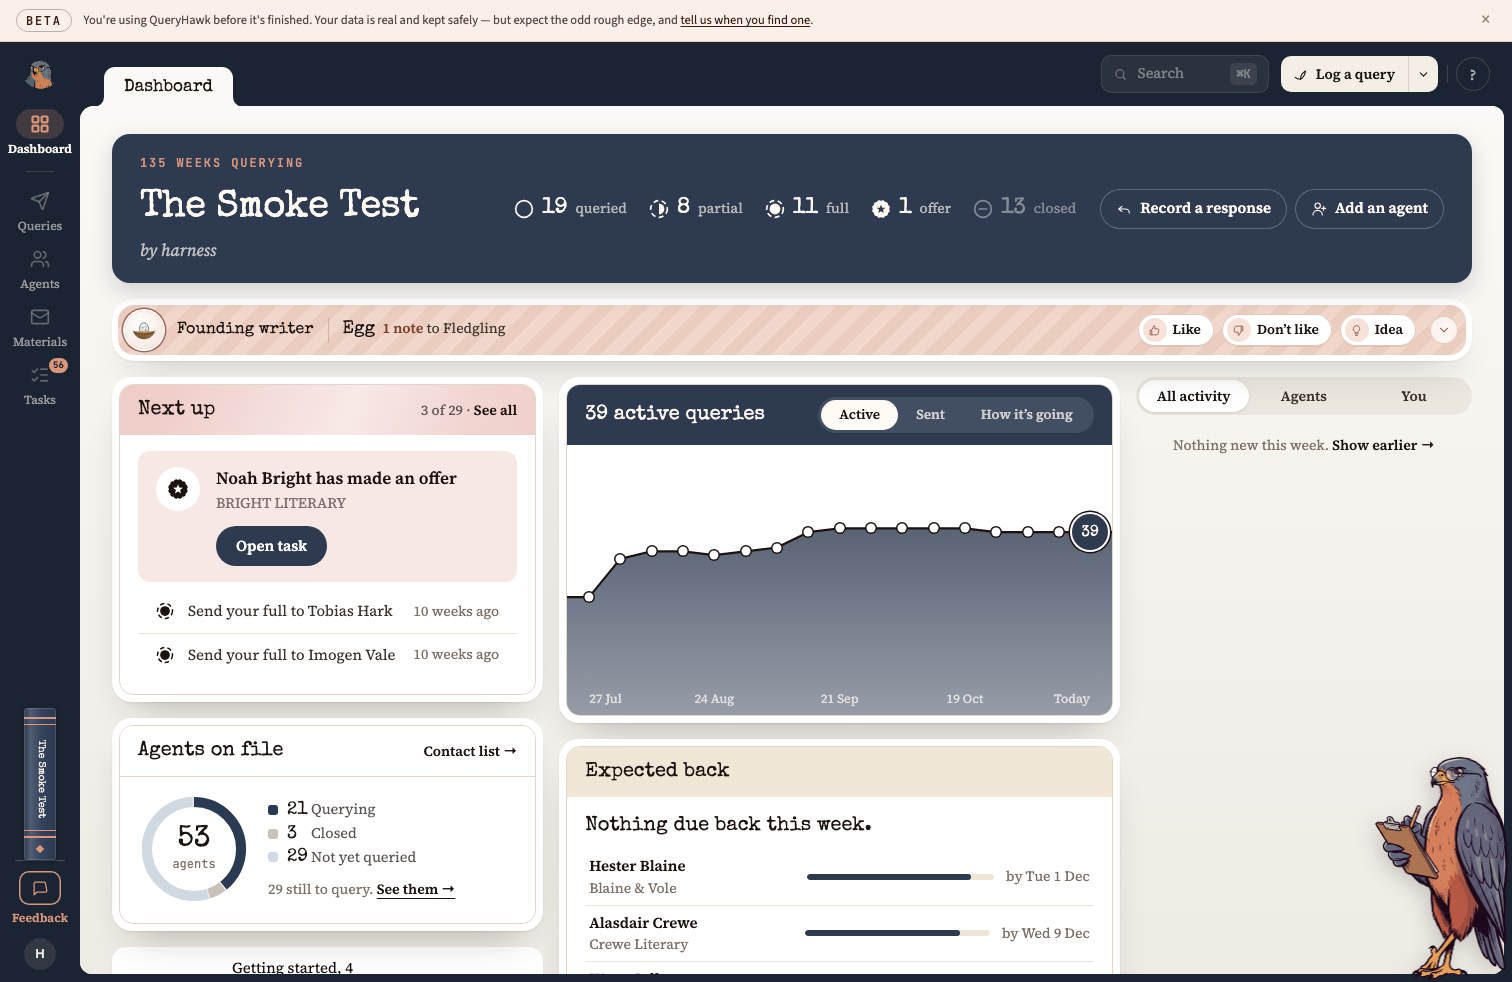 BETA You're using QueryHawk before it's finished. Your data is real and kept safely — but expect the odd rough edge, and tell us when you find one. ×
Dashboard
Search ⌘K
Log a query
?
Dashboard
Queries
Agents
Materials
56
Tasks
The Smoke Test
Feedback
H
135 WEEKS QUERYING
The Smoke Test
by harness
19 queried
8 partial
11 full
1 offer
13 closed
Record a response
Add an agent
Founding writer
Egg 1 note to Fledgling
Like
Don't like
Idea
Next up
3 of 29 · See all
Noah Bright has made an offer
BRIGHT LITERARY
Open task
Send your full to Tobias Hark 10 weeks ago
Send your full to Imogen Vale 10 weeks ago
Agents on file
Contact list →
53
agents
21 Querying
3 Closed
29 Not yet queried
29 still to query. See them →
Getting started, 4
39 active queries
Active
Sent
How it's going
39
27 Jul
24 Aug
21 Sep
19 Oct
Today
Expected back
Nothing due back this week.
Hester Blaine
Blaine & Vole
by Tue 1 Dec
Alasdair Crewe
Crewe Literary
by Wed 9 Dec
All activity
Agents
You
Nothing new this week. Show earlier →